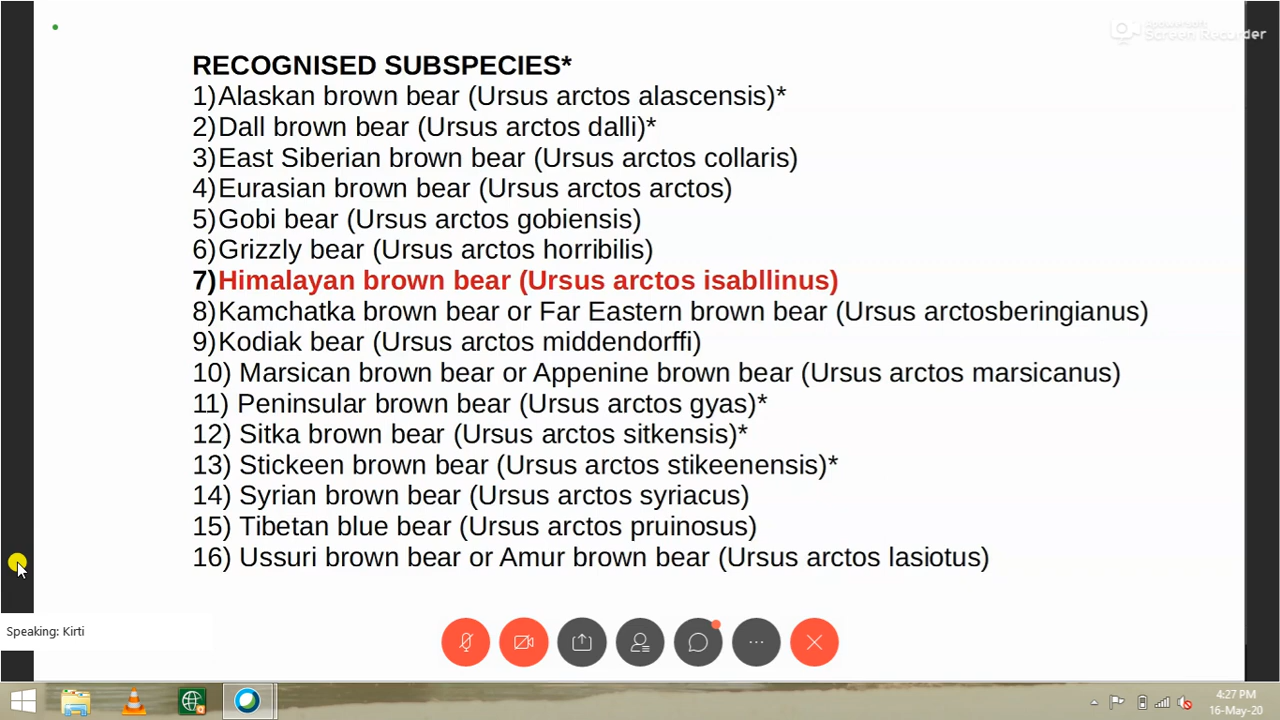 Apowersoft
Screen Recorder
RECOGNISED SUBSPECIES*
1)Alaskan brown bear (Ursus arctos alascensis)*
2)Dall brown bear (Ursus arctos dalli)*
3)East Siberian brown bear (Ursus arctos collaris)
4)Eurasian brown bear (Ursus arctos arctos)
5)Gobi bear (Ursus arctos gobiensis)
6)Grizzly bear (Ursus arctos horribilis)
7)Himalayan brown bear (Ursus arctos isabllinus)
8)Kamchatka brown bear or Far Eastern brown bear (Ursus arctosberingianus)
9)Kodiak bear (Ursus arctos middendorffi)
10) Marsican brown bear or Appenine brown bear (Ursus arctos marsicanus)
11) Peninsular brown bear (Ursus arctos gyas)*
12) Sitka brown bear (Ursus arctos sitkensis)*
13) Stickeen brown bear (Ursus arctos stikeenensis)*
14) Syrian brown bear (Ursus arctos syriacus)
15) Tibetan blue bear (Ursus arctos pruinosus)
16) Ussuri brown bear or Amur brown bear (Ursus arctos lasiotus)
Speaking: Kirti
4:27 PM
16-May-20